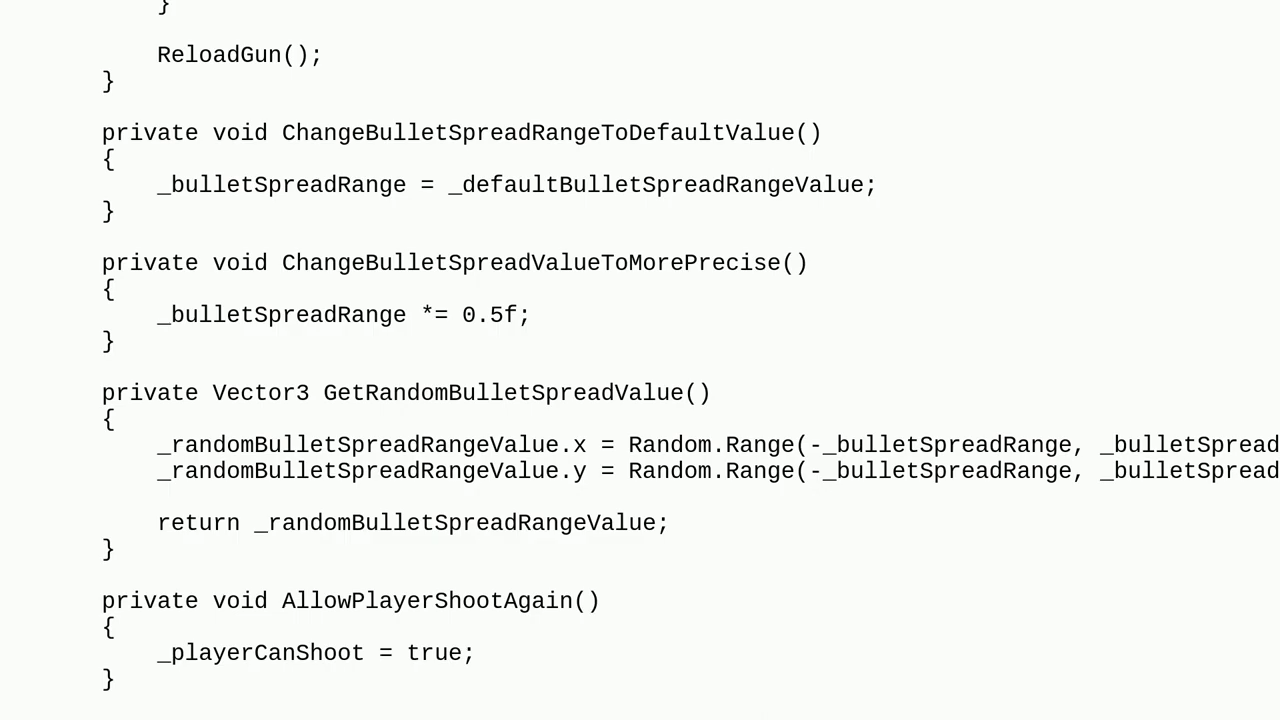 }
ReloadGun();
}
private void ChangeBulletSpreadRangeToDefaultValue()
{
_bulletSpreadRange = _defaultBulletSpreadRangeValue;
}
private void ChangeBulletSpreadValueToMorePrecise()
{
_bulletSpreadRange *= 0.5f;
}
private Vector3 GetRandomBulletSpreadValue()
{
_randomBulletSpreadRangeValue.x = Random.Range(-_bulletSpreadRange, _bulletSpread
_randomBulletSpreadRangeValue.y = Random.Range(-_bulletSpreadRange, _bulletSpread
return _randomBulletSpreadRangeValue;
}
private void AllowPlayerShootAgain()
{
_playerCanShoot = true;
}